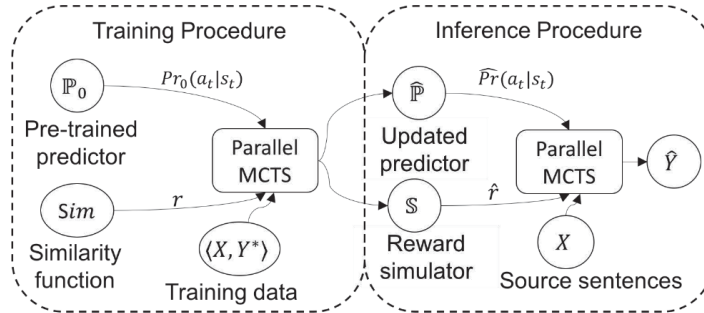 Training Procedure
ℙ₀
Pr₀(aₜ|sₜ)
Pre-trained
predictor
Parallel
MCTS
Sim
r
Similarity
function
⟨X, Y*⟩
Training data
Inference Procedure
ℙ̂
P̂r(aₜ|sₜ)
Updated
predictor
Parallel
MCTS
Ŷ
𝕊
r̂
Reward
simulator
X
Source sentences